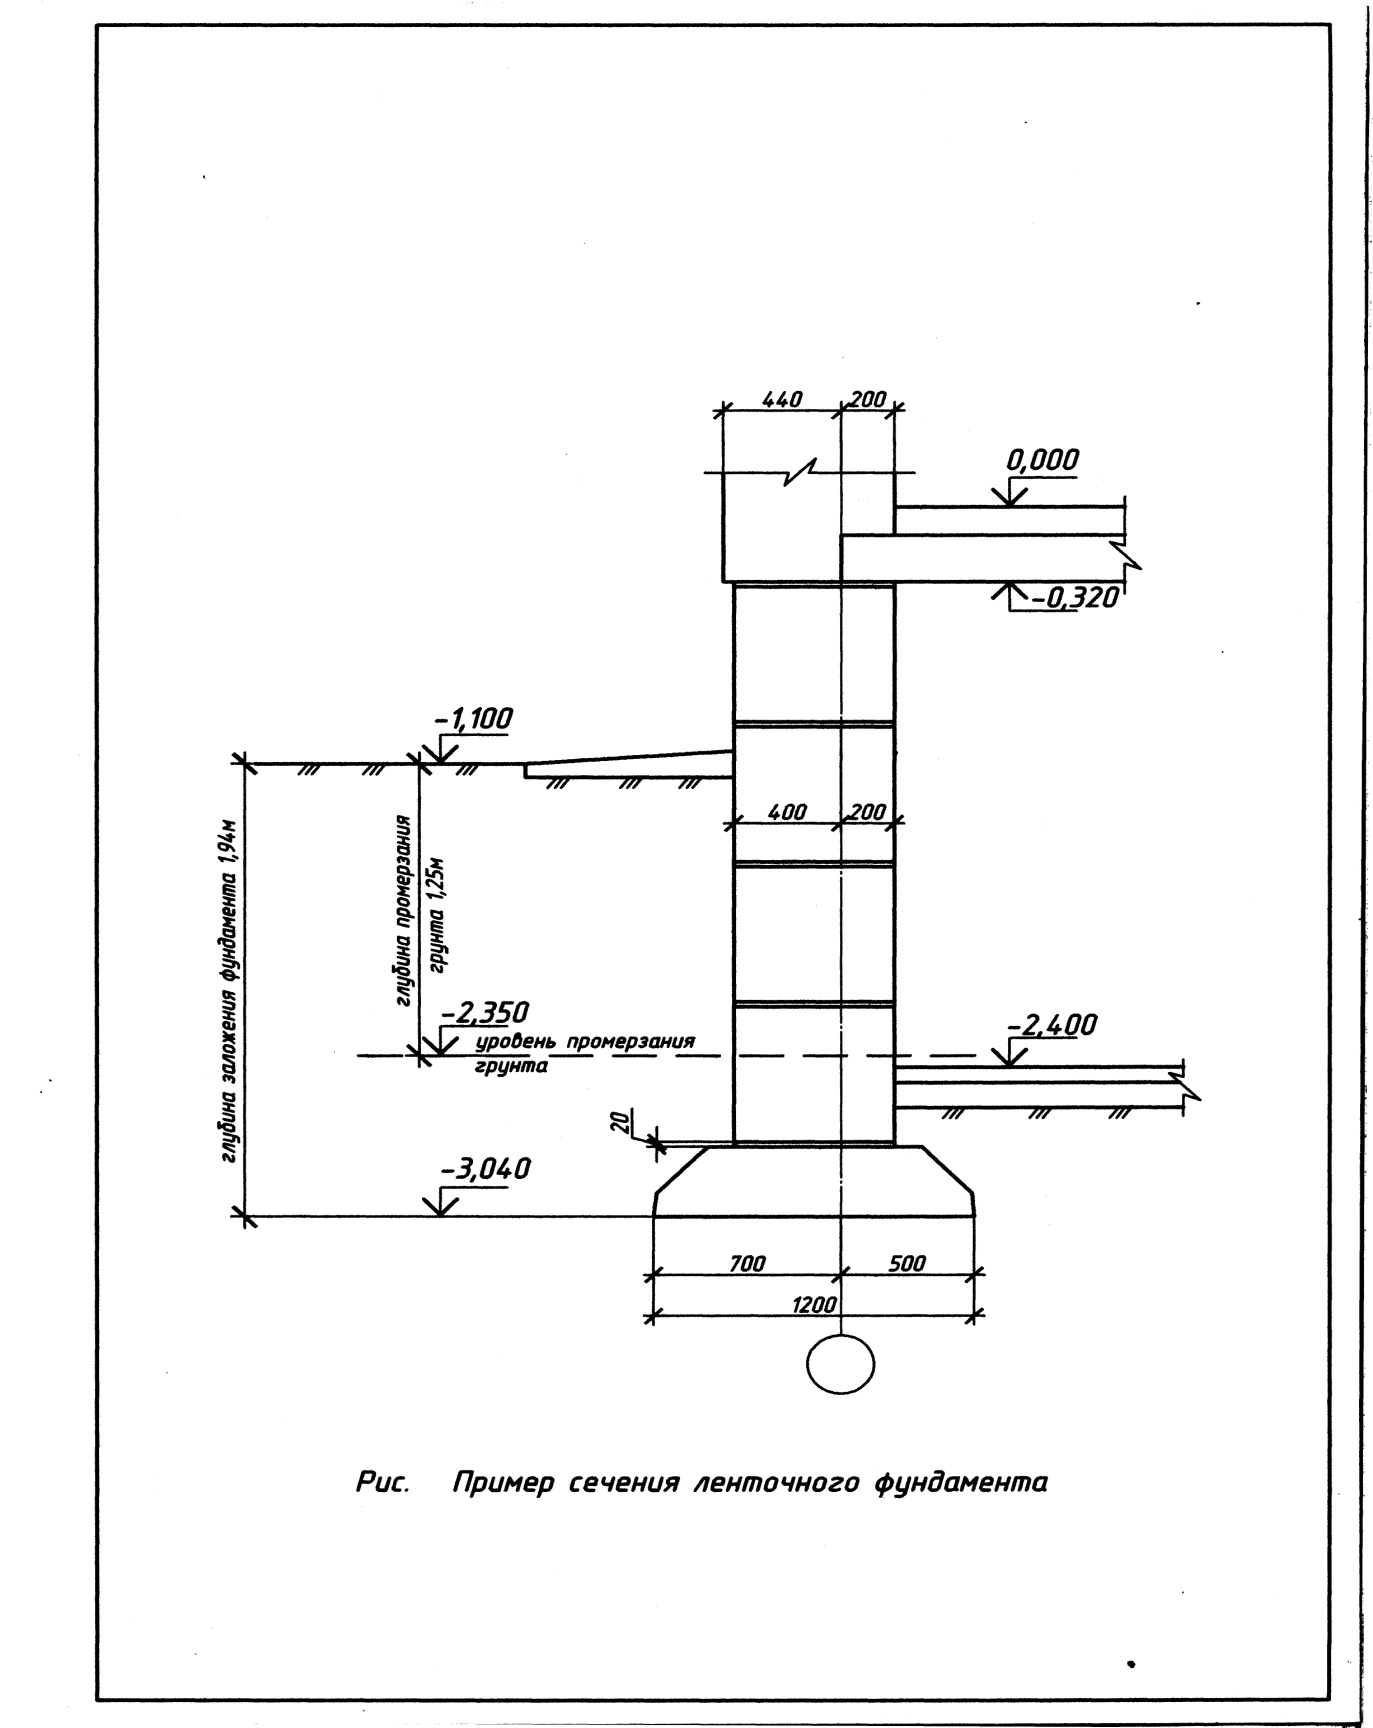 440
200
0,000
-0,320
-1,100
400
200
глубина заложения фундамента 1,94м
глубина промерзания
грунта 1,25м
-2,350
уровень промерзания
грунта
-2,400
20
-3,040
700
500
1200
Рис. Пример сечения ленточного фундамента